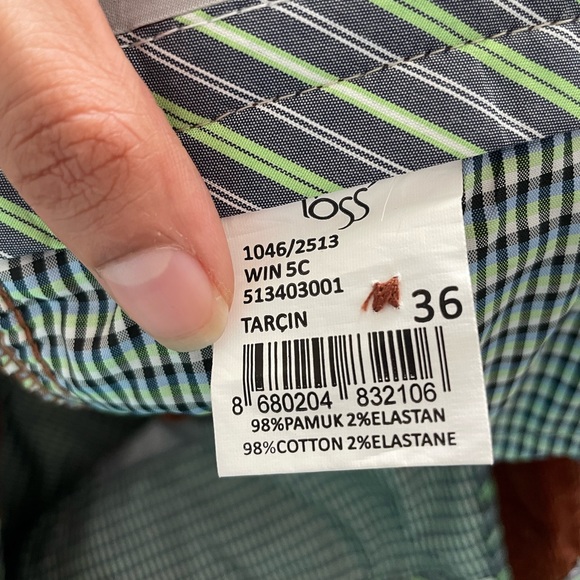 loss
1046/2513
WIN 5C
513403001
TARÇIN
36
8 680204 832106
98%PAMUK 2%ELASTAN
98%COTTON 2%ELASTANE